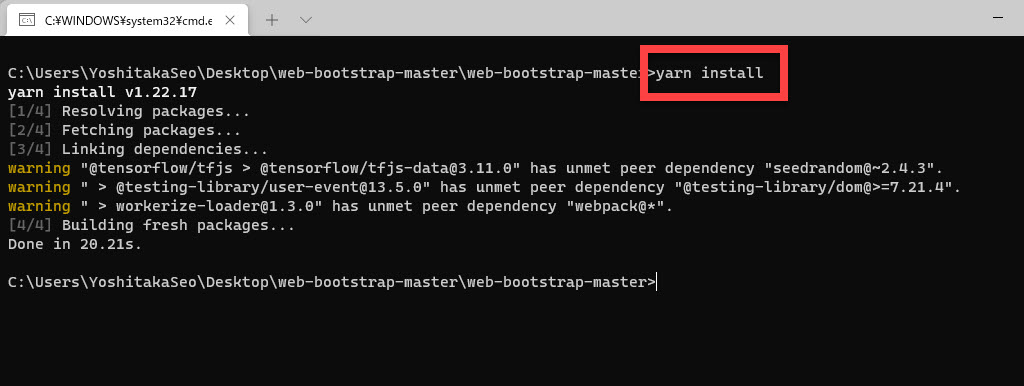 C:¥WINDOWS¥system32¥cmd.e
C:\Users\YoshitakaSeo\Desktop\web-bootstrap-master\web-bootstrap-master>yarn install
yarn install v1.22.17
[1/4] Resolving packages...
[2/4] Fetching packages...
[3/4] Linking dependencies...
warning "@tensorflow/tfjs > @tensorflow/tfjs-data@3.11.0" has unmet peer dependency "seedrandom@~2.4.3".
warning " > @testing-library/user-event@13.5.0" has unmet peer dependency "@testing-library/dom@>=7.21.4".
warning " > workerize-loader@1.3.0" has unmet peer dependency "webpack@*".
[4/4] Building fresh packages...
Done in 20.21s.
C:\Users\YoshitakaSeo\Desktop\web-bootstrap-master\web-bootstrap-master>